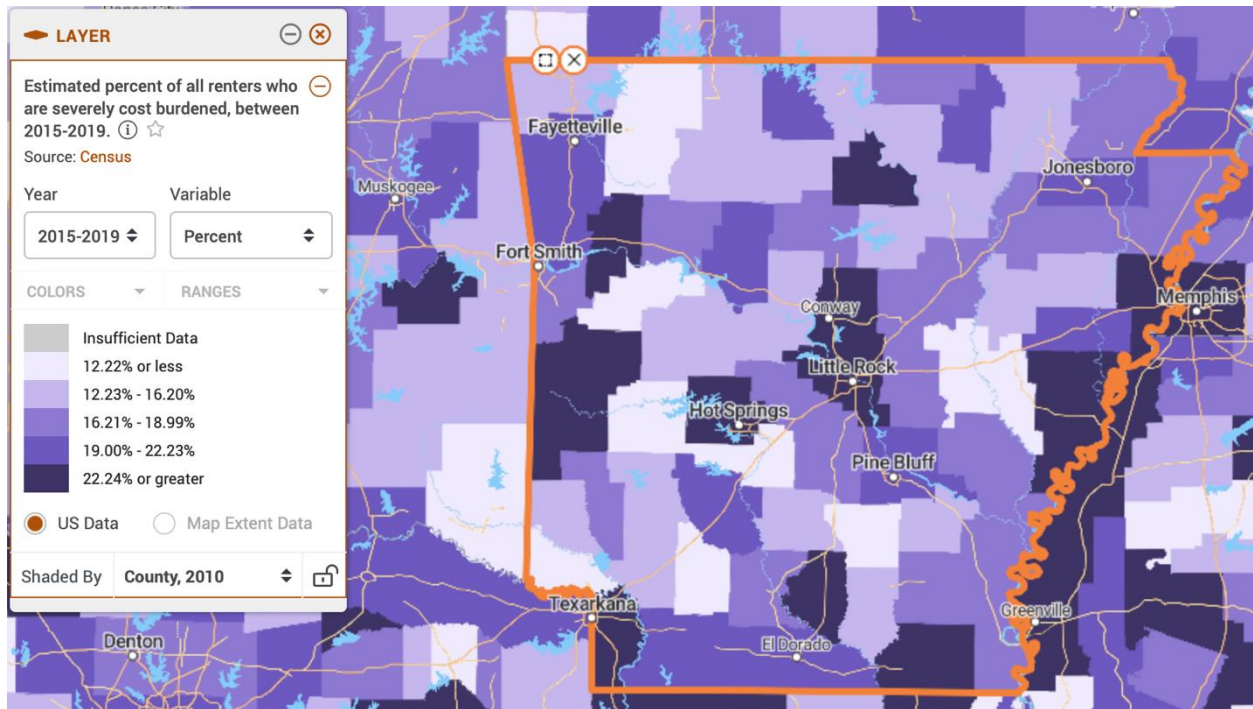 LAYER
Estimated percent of all renters who
are severely cost burdened, between
2015-2019.
Source: Census
Year
Variable
2015-2019
Percent
COLORS
RANGES
Insufficient Data
12.22% or less
12.23% - 16.20%
16.21% - 18.99%
19.00% - 22.23%
22.24% or greater
US Data
Map Extent Data
Shaded By
County, 2010
Fayetteville
Jonesboro
Muskogee
Fort Smith
Memphis
Conway
Little Rock
Hot Springs
Pine Bluff
Texarkana
Greenville
Denton
El Dorado